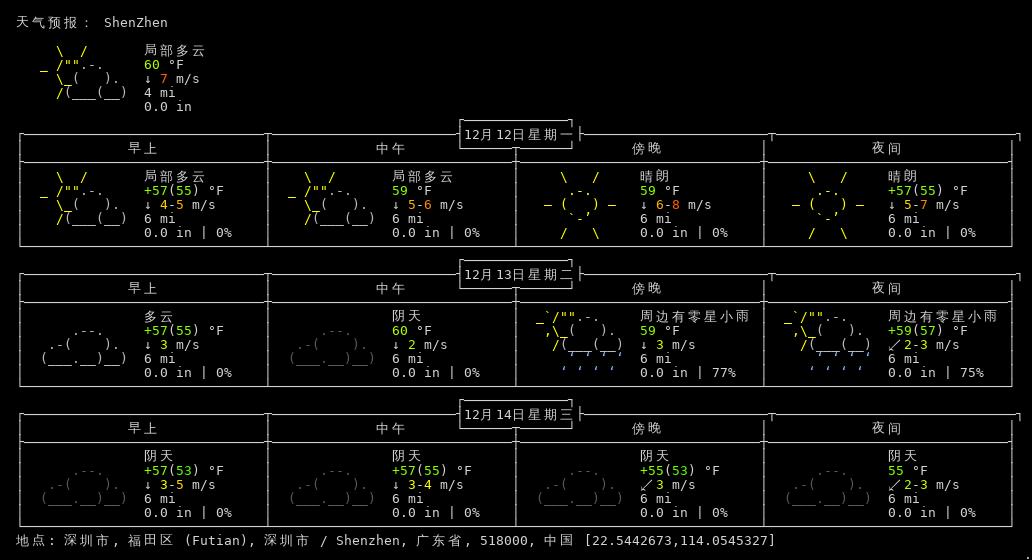 天气预报： ShenZhen
局部多云
60 °F
↓ 7 m/s
4 mi
0.0 in
12月12日星期一
早上 中午 傍晚 夜间
局部多云 局部多云 晴朗 晴朗
+57(55) °F 59 °F 59 °F +57(55) °F
↓ 4-5 m/s ↓ 5-6 m/s ↓ 6-8 m/s ↓ 5-7 m/s
6 mi 6 mi 6 mi 6 mi
0.0 in | 0% 0.0 in | 0% 0.0 in | 0% 0.0 in | 0%
12月13日星期二
早上 中午 傍晚 夜间
多云 阴天 周边有零星小雨 周边有零星小雨
+57(55) °F 60 °F 59 °F +59(57) °F
↓ 3 m/s ↓ 2 m/s ↓ 3 m/s ↙ 2-3 m/s
6 mi 6 mi 6 mi 6 mi
0.0 in | 0% 0.0 in | 0% 0.0 in | 77% 0.0 in | 75%
12月14日星期三
早上 中午 傍晚 夜间
阴天 阴天 阴天 阴天
+57(53) °F +57(55) °F +55(53) °F 55 °F
↓ 3-5 m/s ↓ 3-4 m/s ↙ 3 m/s ↙ 2-3 m/s
6 mi 6 mi 6 mi 6 mi
0.0 in | 0% 0.0 in | 0% 0.0 in | 0% 0.0 in | 0%
地点: 深圳市, 福田区 (Futian), 深圳市 / Shenzhen, 广东省, 518000, 中国 [22.5442673,114.0545327]